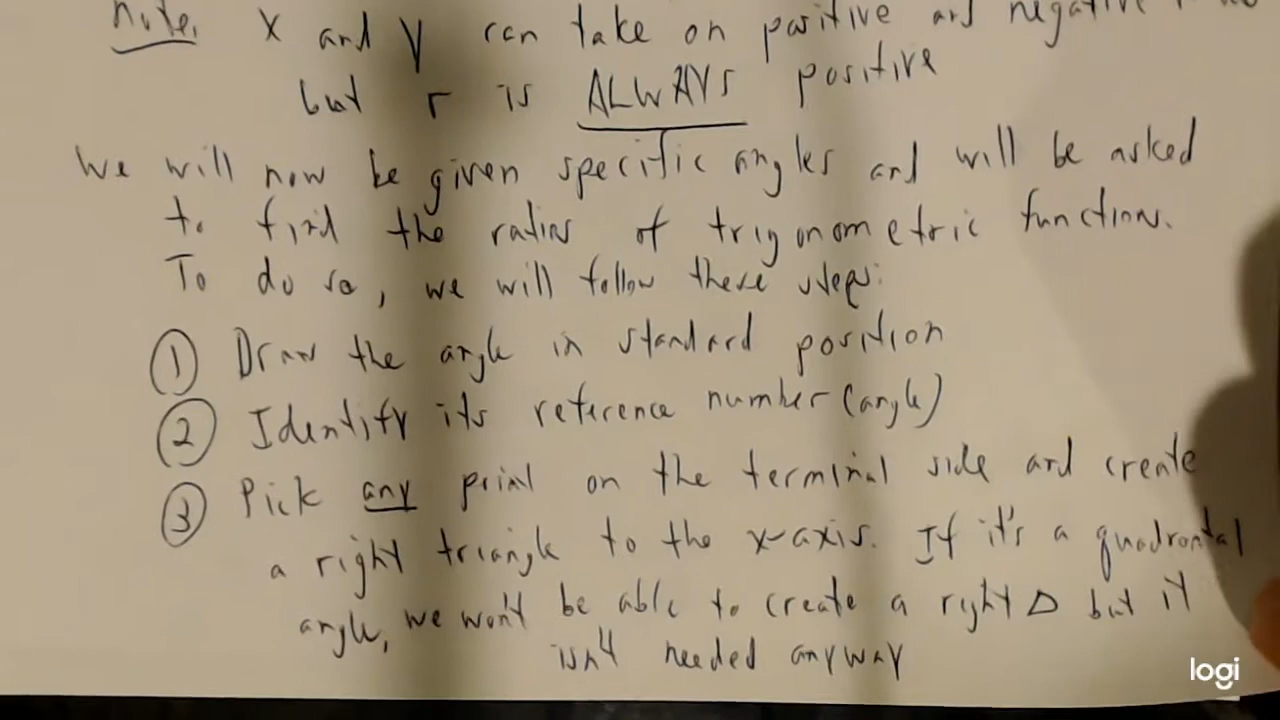 Note: x and y can take on positive and negative
but r is ALWAYS positive
We will now be given specific angles and will be asked
to find the ratios of trigonometric functions.
To do so, we will follow these steps:
① Draw the angle in standard position
② Identify its reference number (angle)
③ Pick any point on the terminal side and create
a right triangle to the x-axis. If it's a quadrantal
angle, we won't be able to create a right △ but it
isn't needed anyway
logi